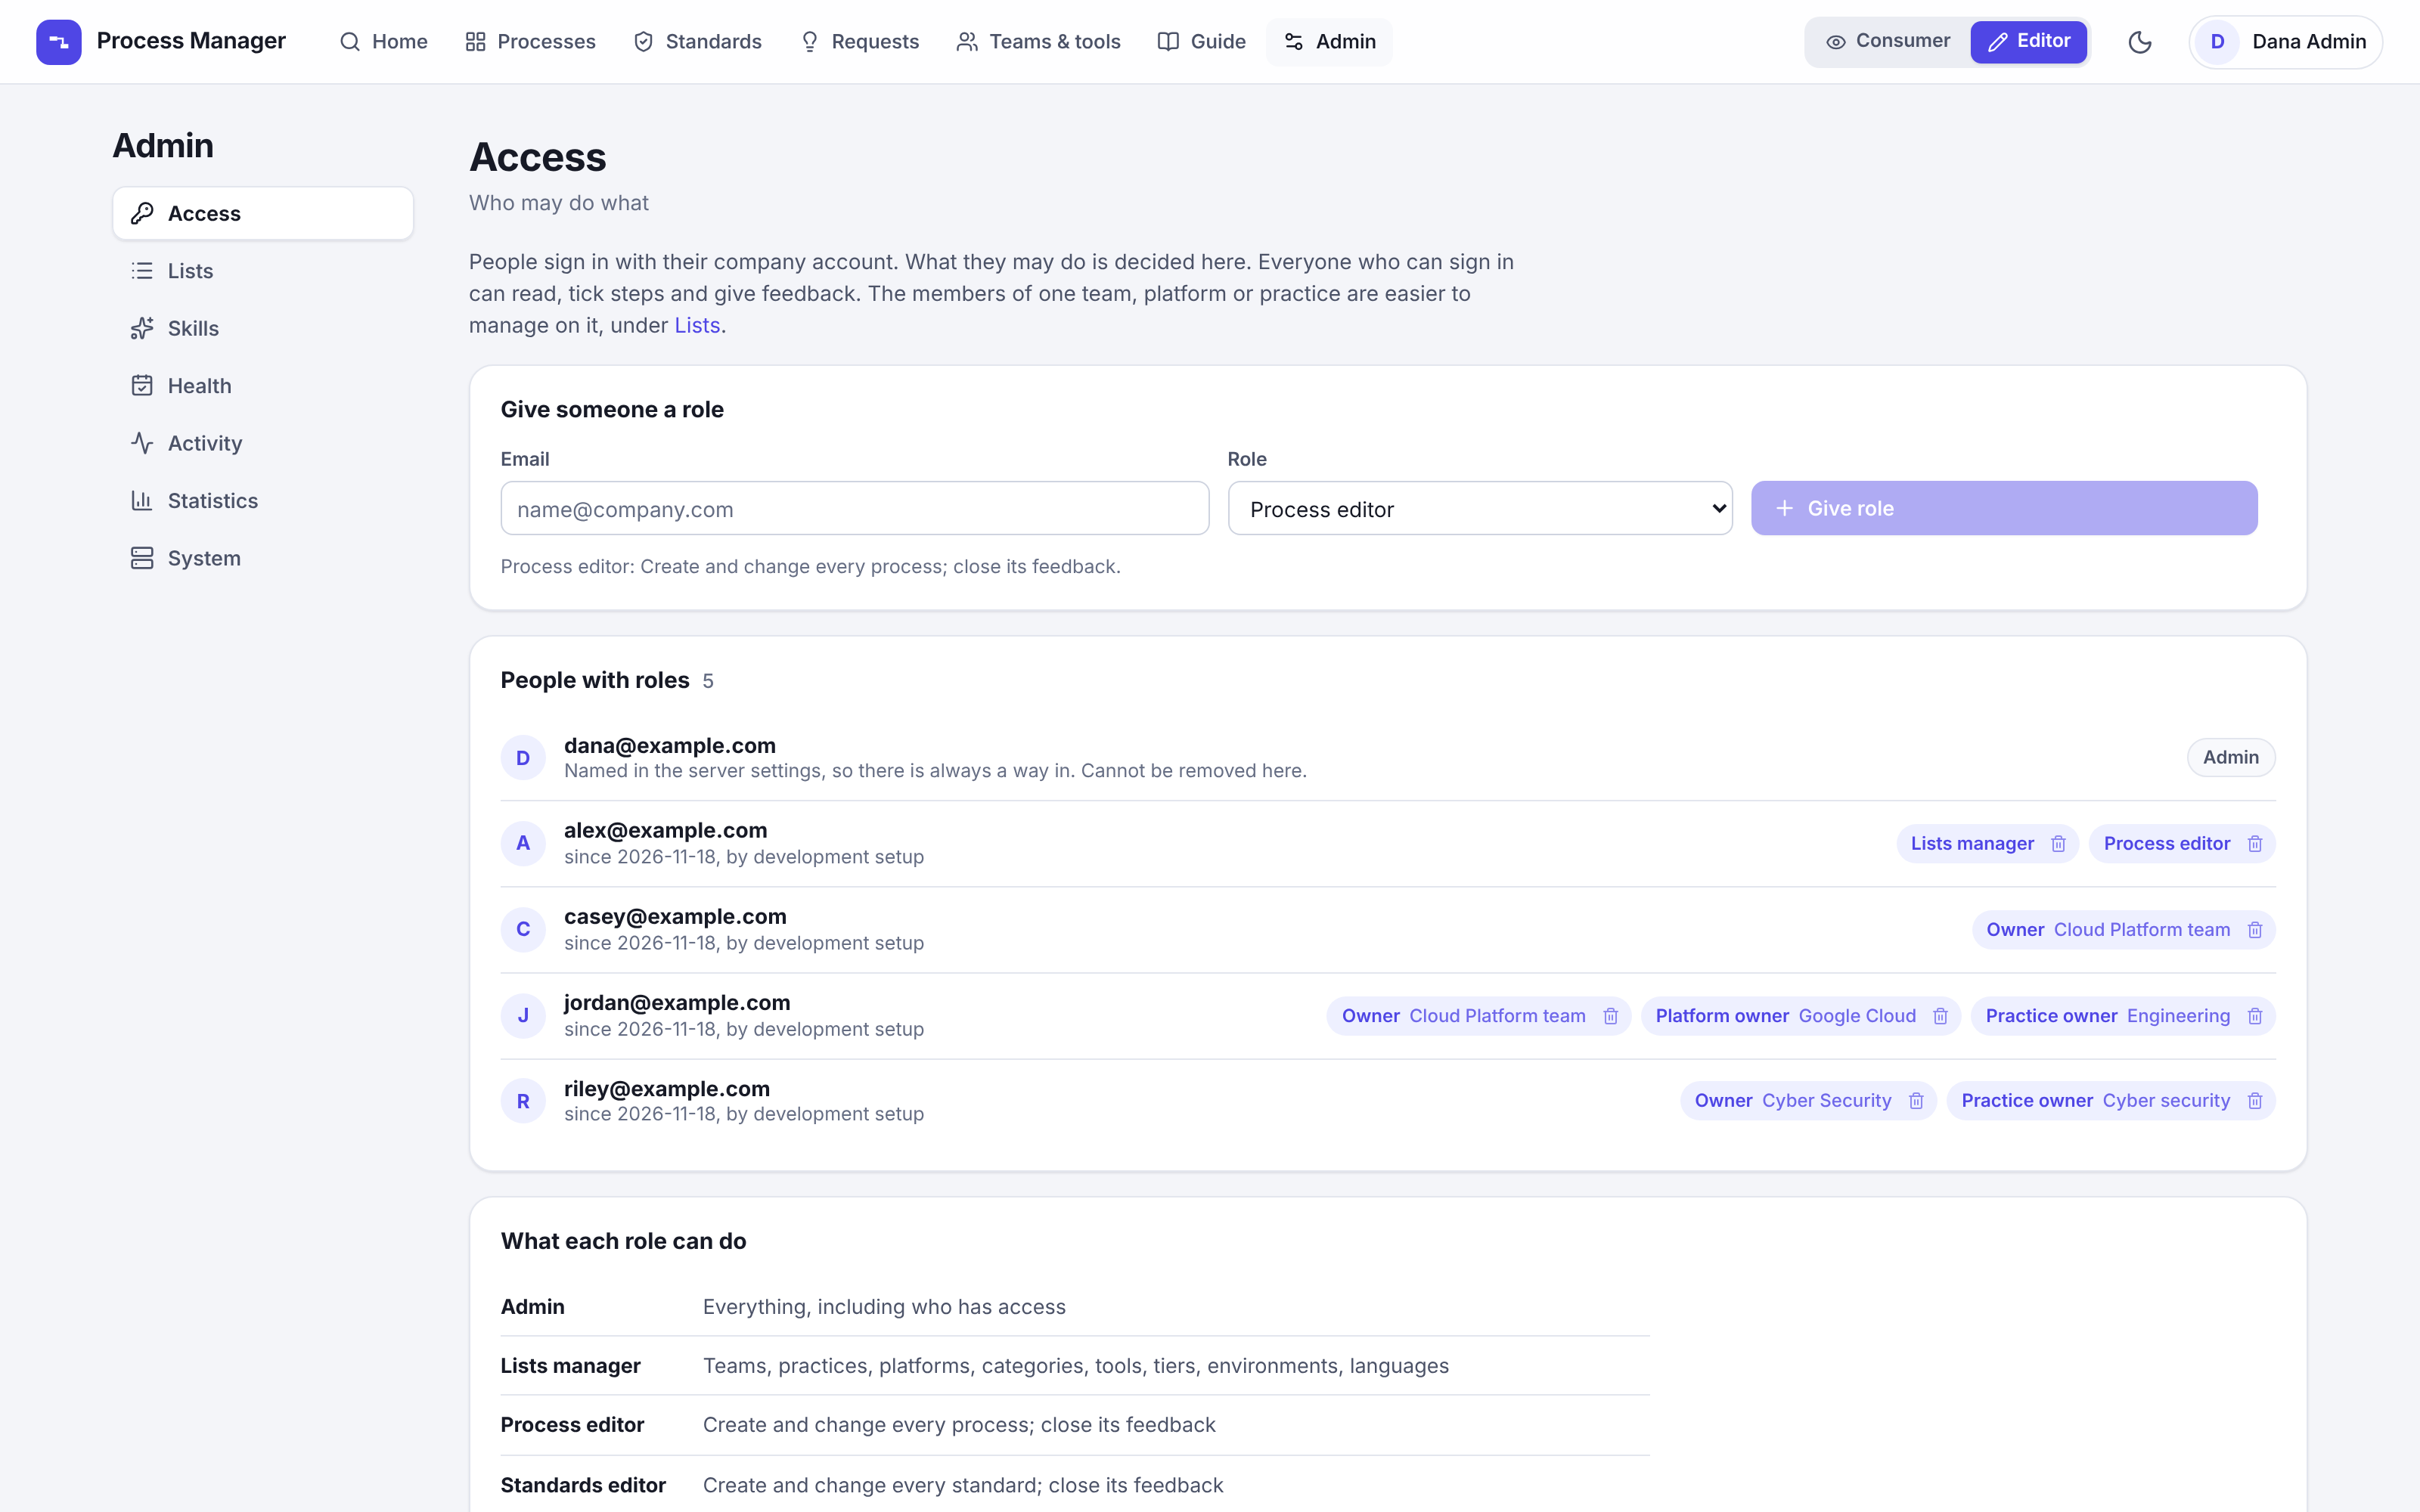 Process Manager
Home
Processes
Standards
Requests
Teams & tools
Guide
Admin
Consumer
Editor
D
Dana Admin
Admin
Access
Lists
Skills
Health
Activity
Statistics
System
Access
Who may do what
People sign in with their company account. What they may do is decided here. Everyone who can sign in
can read, tick steps and give feedback. The members of one team, platform or practice are easier to
manage on it, under Lists.
Give someone a role
Email
Role
name@company.com
Process editor
Give role
Process editor: Create and change every process; close its feedback.
People with roles 5
D
dana@example.com
Named in the server settings, so there is always a way in. Cannot be removed here.
Admin
A
alex@example.com
since 2026-11-18, by development setup
Lists manager
Process editor
C
casey@example.com
since 2026-11-18, by development setup
Owner Cloud Platform team
J
jordan@example.com
since 2026-11-18, by development setup
Owner Cloud Platform team
Platform owner Google Cloud
Practice owner Engineering
R
riley@example.com
since 2026-11-18, by development setup
Owner Cyber Security
Practice owner Cyber security
What each role can do
Admin Everything, including who has access
Lists manager Teams, practices, platforms, categories, tools, tiers, environments, languages
Process editor Create and change every process; close its feedback
Standards editor Create and change every standard; close its feedback